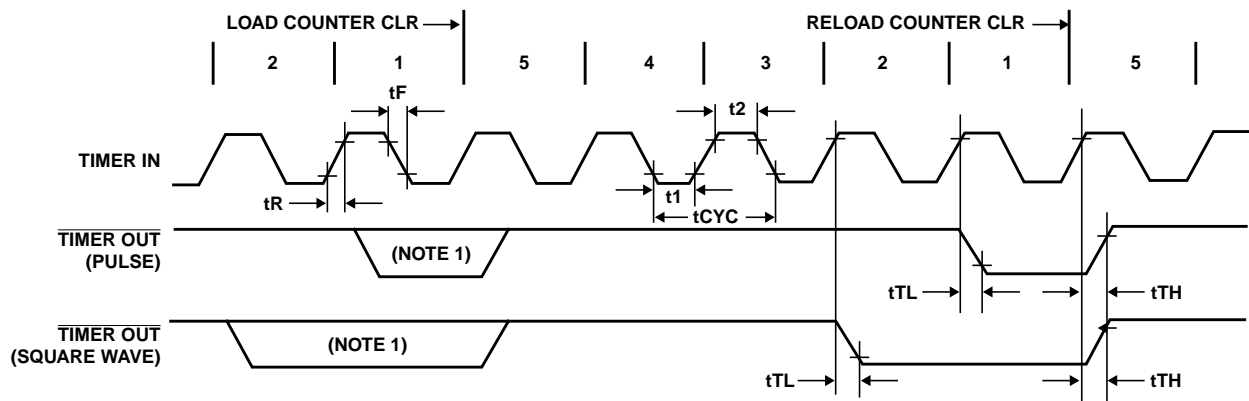 LOAD COUNTER CLR
RELOAD COUNTER CLR
2 1 5 4 3 2 1 5
tF
t2
TIMER IN
tR
t1
tCYC
TIMER OUT
(PULSE)
(NOTE 1)
tTL
tTH
TIMER OUT
(SQUARE WAVE)
(NOTE 1)
tTL
tTH